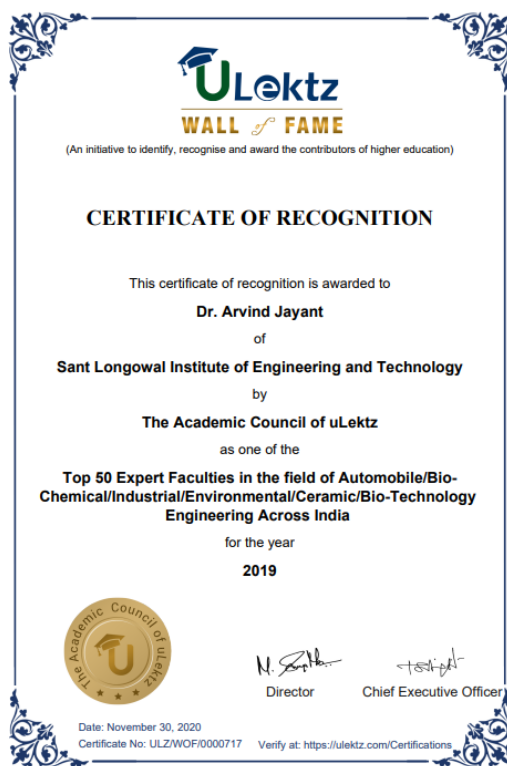 ULektz
WALL of FAME
(An initiative to identify, recognise and award the contributors of higher education)
CERTIFICATE OF RECOGNITION
This certificate of recognition is awarded to
Dr. Arvind Jayant
of
Sant Longowal Institute of Engineering and Technology
by
The Academic Council of uLektz
as one of the
Top 50 Expert Faculties in the field of Automobile/Bio-
Chemical/Industrial/Environmental/Ceramic/Bio-Technology
Engineering Across India
for the year
2019
The Academic Council of uLektz
U
Director
Chief Executive Officer
Date: November 30, 2020
Certificate No: ULZ/WOF/0000717
Verify at: https://ulektz.com/Certifications